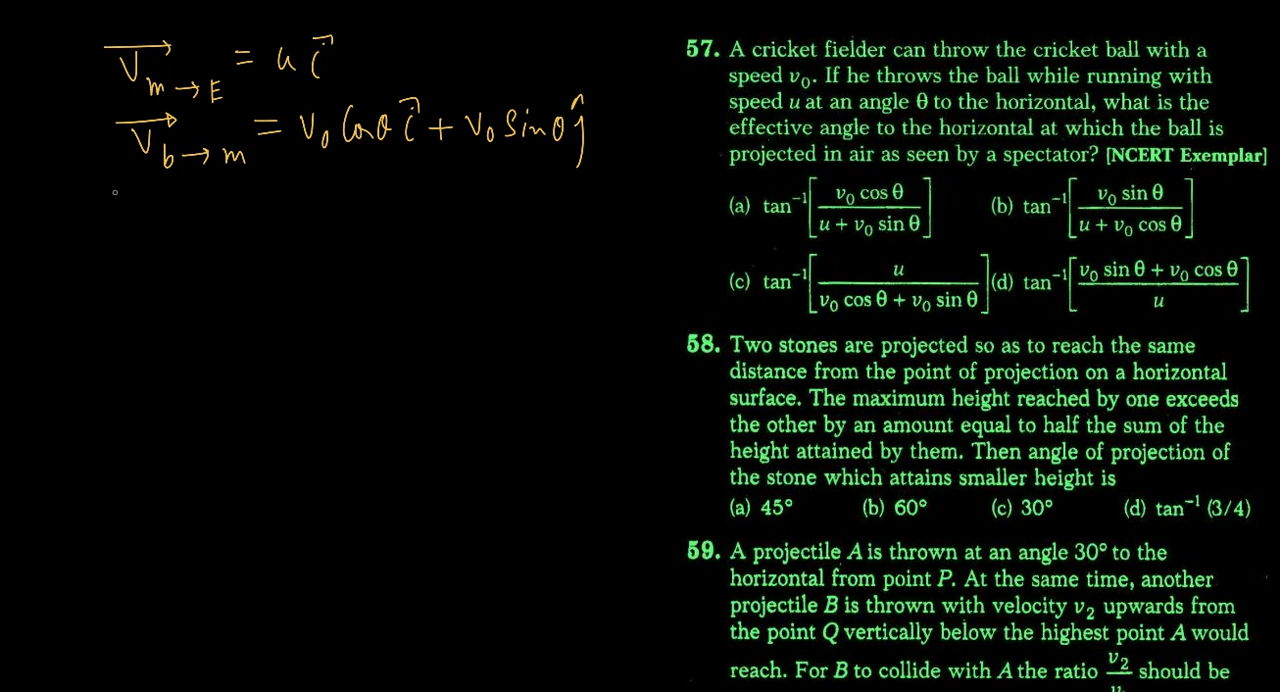 V⃗ m→E = u i⃗
V⃗ b→m = v₀ Cosθ i⃗ + v₀ Sinθ ĵ
57. A cricket fielder can throw the cricket ball with a
speed v₀. If he throws the ball while running with
speed u at an angle θ to the horizontal, what is the
effective angle to the horizontal at which the ball is
projected in air as seen by a spectator? [NCERT Exemplar]
(a) tan⁻¹[v₀ cos θ / u + v₀ sin θ] (b) tan⁻¹[v₀ sin θ / u + v₀ cos θ]
(c) tan⁻¹[u / v₀ cos θ + v₀ sin θ] (d) tan⁻¹[v₀ sin θ + v₀ cos θ / u]
58. Two stones are projected so as to reach the same
distance from the point of projection on a horizontal
surface. The maximum height reached by one exceeds
the other by an amount equal to half the sum of the
height attained by them. Then angle of projection of
the stone which attains smaller height is
(a) 45° (b) 60° (c) 30° (d) tan⁻¹ (3/4)
59. A projectile A is thrown at an angle 30° to the
horizontal from point P. At the same time, another
projectile B is thrown with velocity v₂ upwards from
the point Q vertically below the highest point A would
reach. For B to collide with A the ratio v₂ should be